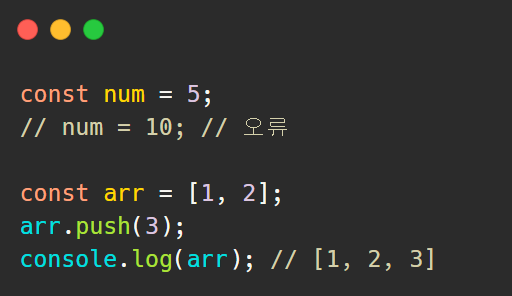 const num = 5;
// num = 10; // 오류
const arr = [1, 2];
arr.push(3);
console.log(arr); // [1, 2, 3]